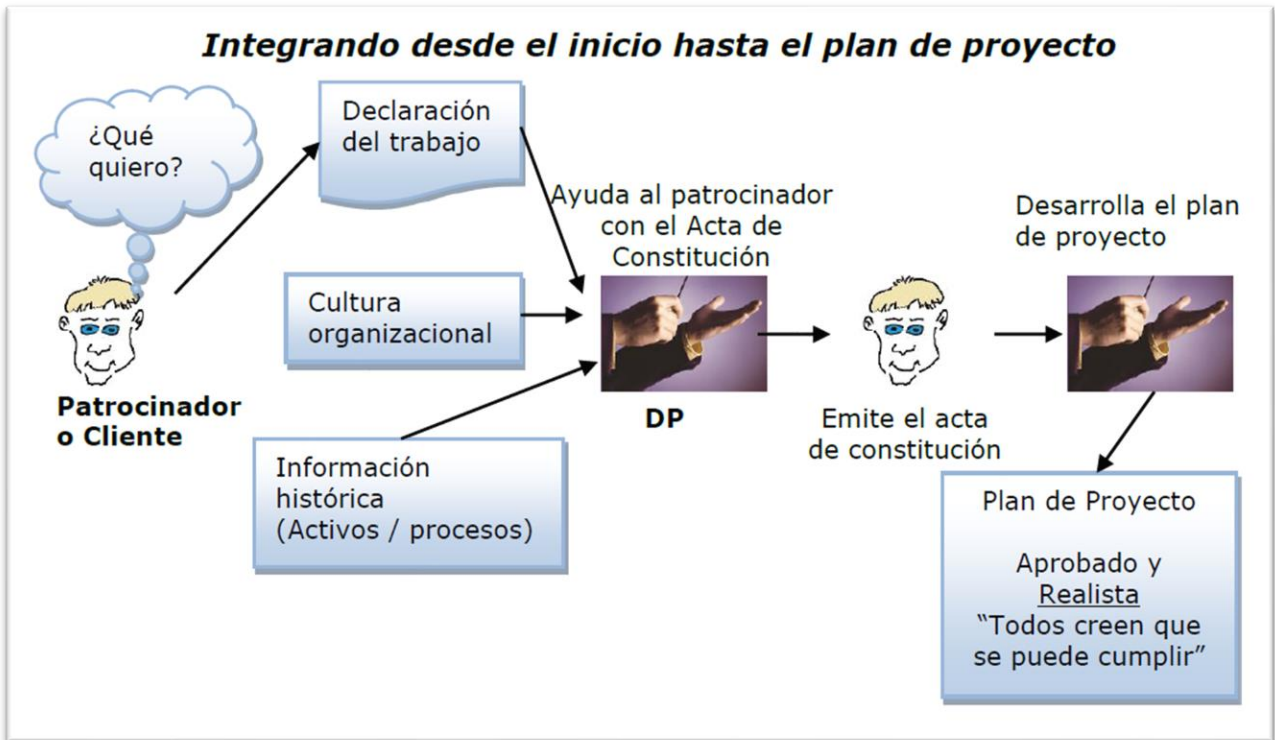 Integrando desde el inicio hasta el plan de proyecto
¿Qué
quiero?
Declaración
del trabajo
Ayuda al patrocinador
con el Acta de
Constitución
Desarrolla el plan
de proyecto
Cultura
organizacional
Patrocinador
o Cliente
DP
Emite el acta
de constitución
Información
histórica
(Activos / procesos)
Plan de Proyecto
Aprobado y
Realista
“Todos creen que
se puede cumplir”